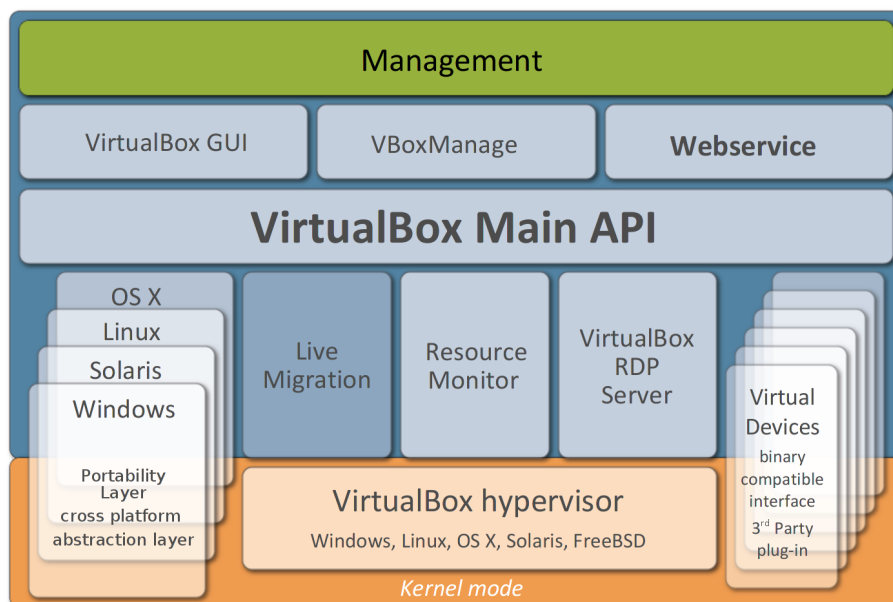 Management
VirtualBox GUI
VBoxManage
Webservice
VirtualBox Main API
OS X
Linux
Solaris
Windows
Portability
Layer
cross platform
abstraction layer
Live
Migration
Resource
Monitor
VirtualBox
RDP
Server
Virtual
Devices
binary
compatible
interface
3rd Party
plug-in
VirtualBox hypervisor
Windows, Linux, OS X, Solaris, FreeBSD
Kernel mode